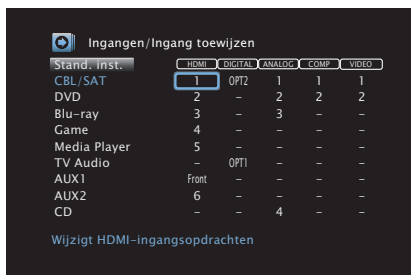 Ingangen/Ingang toewijzen
Stand. inst. HDMI DIGITAL ANALOG COMP VIDEO
CBL/SAT 1 OPT2 1 1 1
DVD 2 – 2 2 2
Blu-ray 3 – 3 – –
Game 4 – – – –
Media Player 5 – – – –
TV Audio – OPT1 – – –
AUX1 Front – – – –
AUX2 6 – – – –
CD – – 4 – –
Wijzigt HDMI-ingangsopdrachten